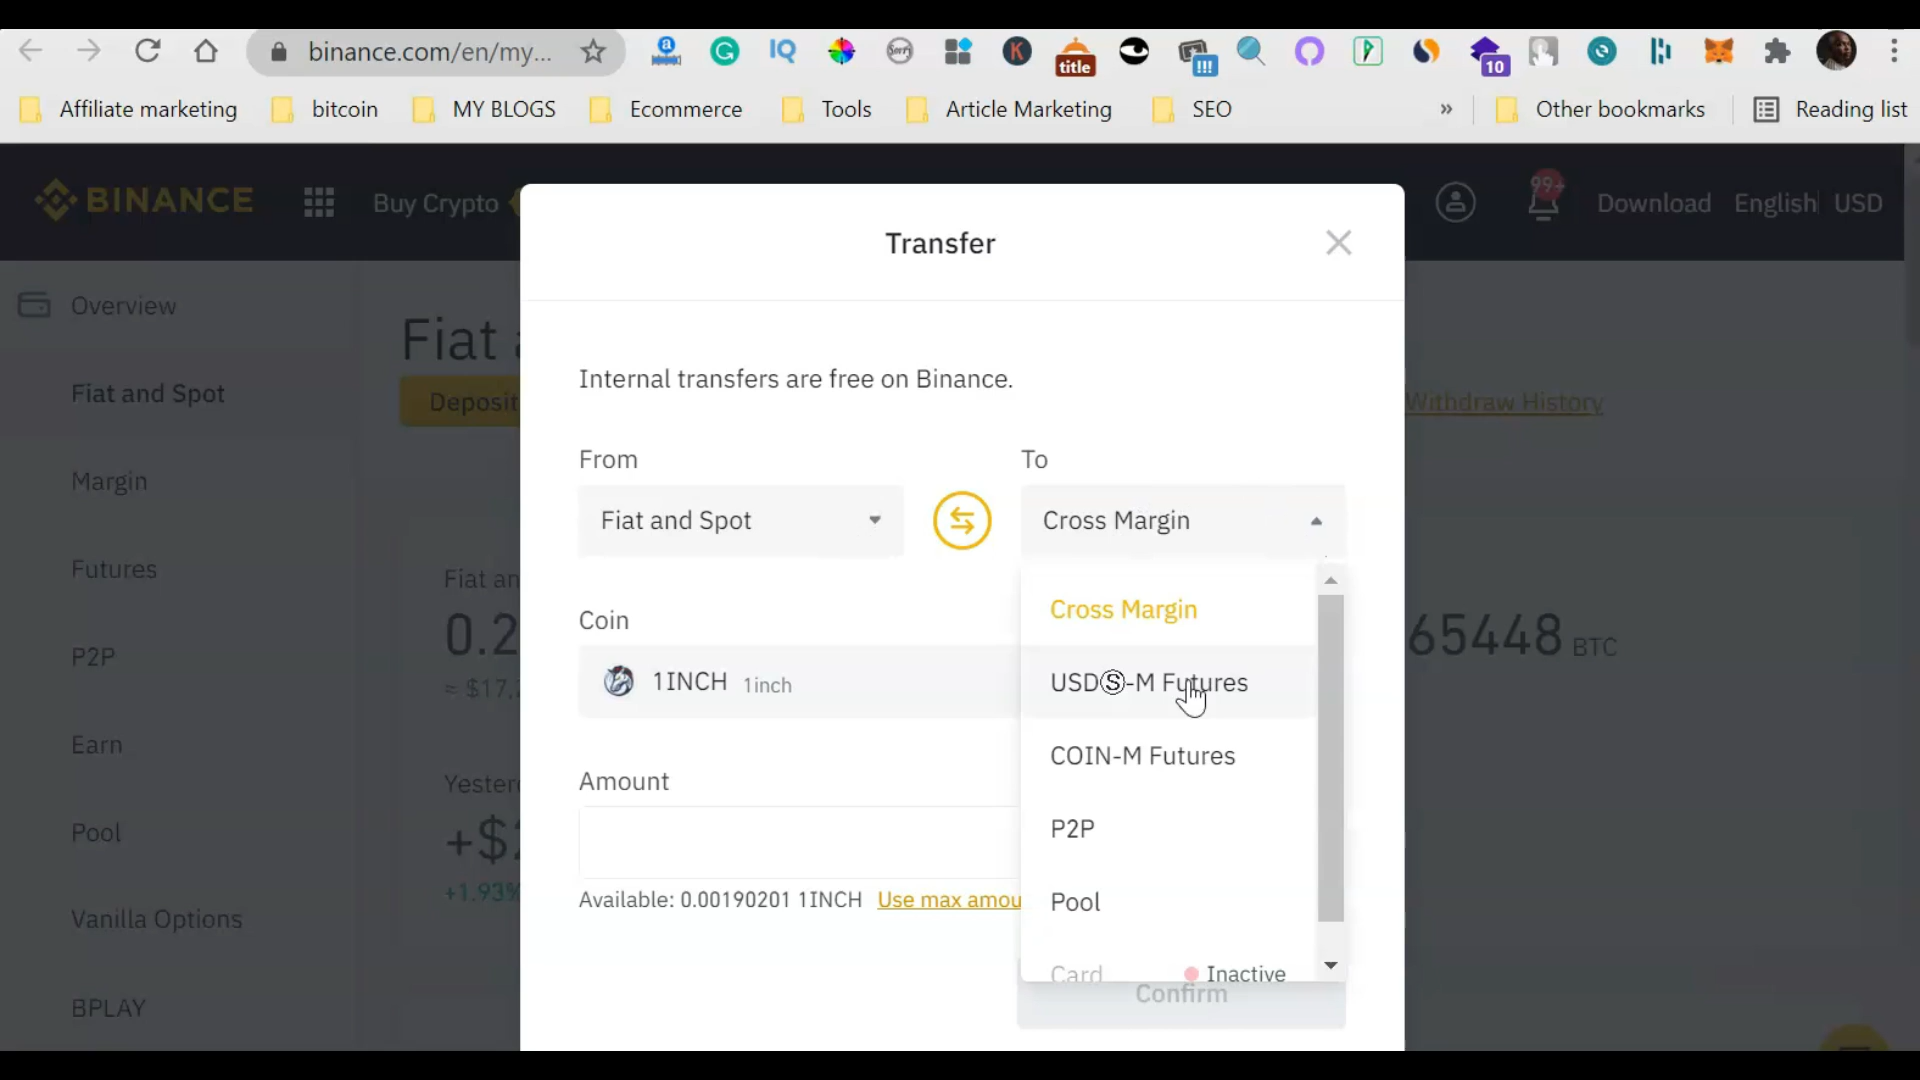 binance.com/en/my...
title
!!!
10
Affiliate marketing
bitcoin
MY BLOGS
Ecommerce
Tools
Article Marketing
SEO
»
Other bookmarks
Reading list
BINANCE
Buy Crypto
99+
Download
English
USD
Transfer
Overview
Fiat and Spot
Margin
Futures
P2P
Earn
Pool
Vanilla Options
BPLAY
Fiat
Deposit
Withdraw History
Internal transfers are free on Binance.
From
To
Fiat and Spot
Cross Margin
Fiat an
0.2
65448 BTC
≈ $17,
Coin
1INCH 1inch
Cross Margin
USDⓈ-M Futures
COIN-M Futures
P2P
Pool
Card
Inactive
Yester
+$
+1.93%
Amount
Available: 0.00190201 1INCH
Use max amou
Confirm